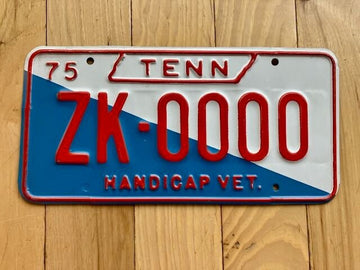 75 TENN
ZK-0000
HANDICAP VET.